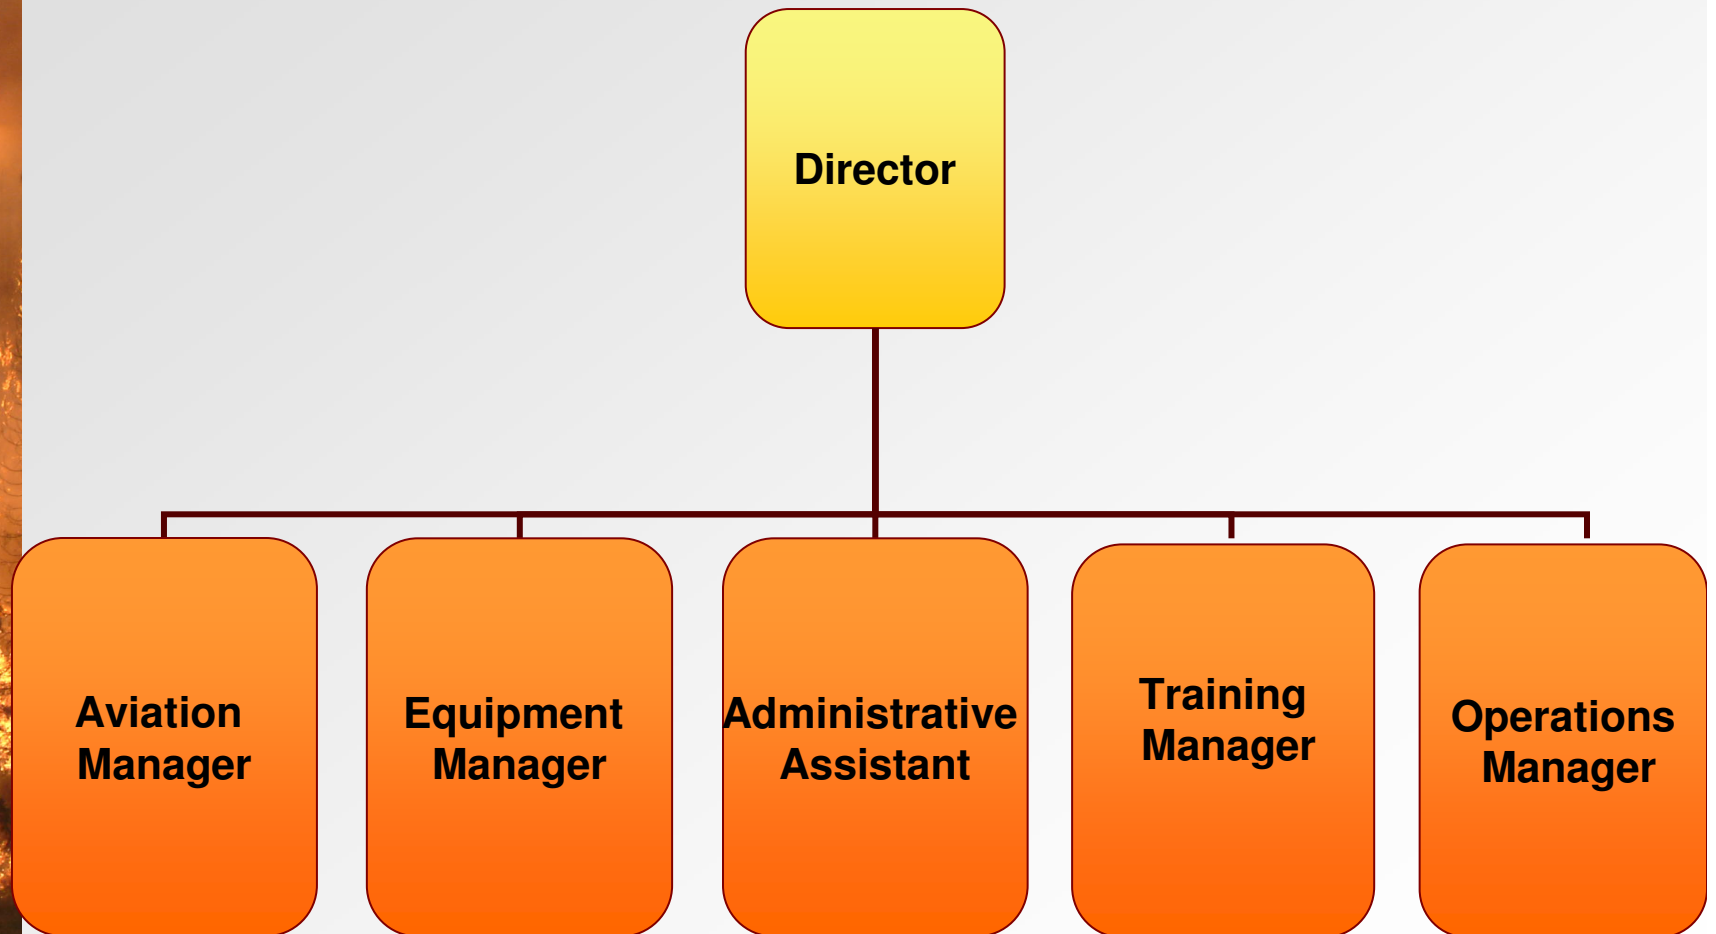 Director
Aviation
Manager
Equipment
Manager
Administrative
Assistant
Training
Manager
Operations
Manager